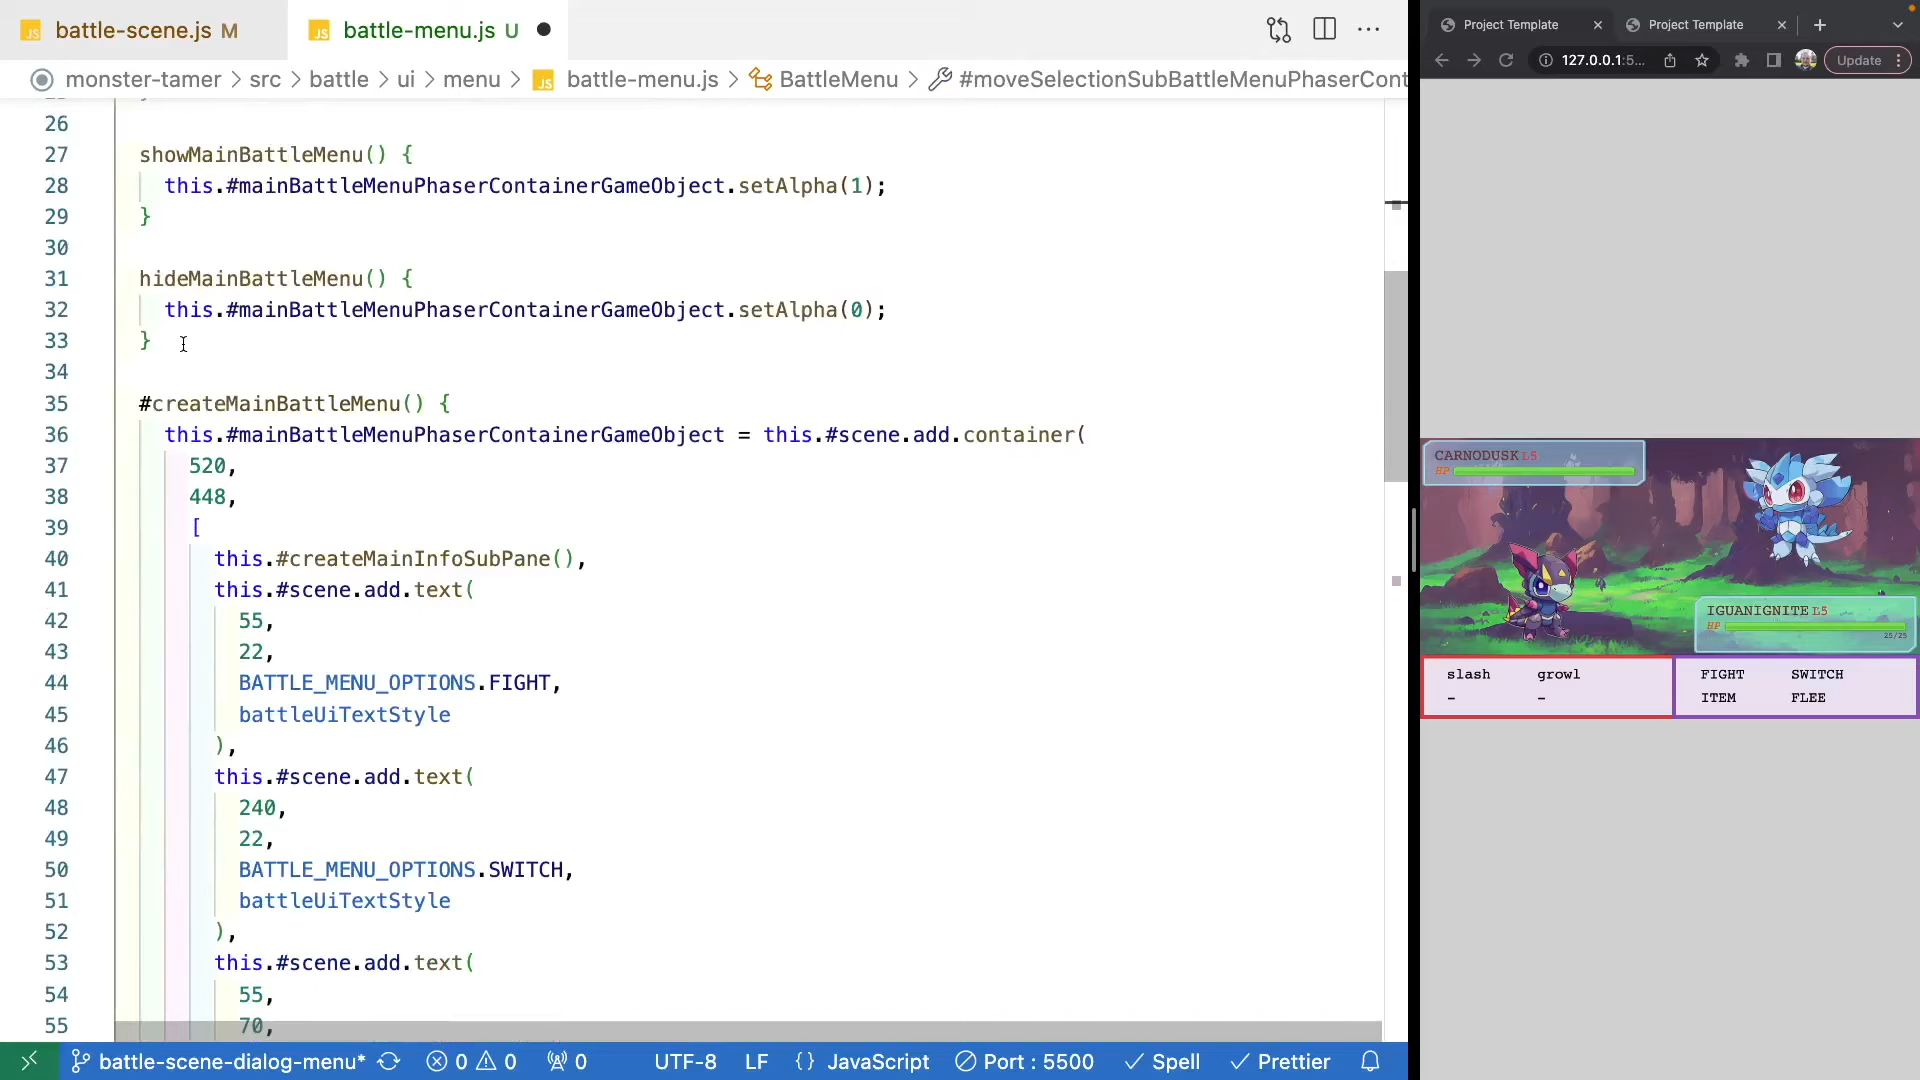 battle-scene.js M
battle-menu.js U
monster-tamer > src > battle > ui > menu > battle-menu.js > BattleMenu > #moveSelectionSubBattleMenuPhaserCont
26
27 showMainBattleMenu() {
28 this.#mainBattleMenuPhaserContainerGameObject.setAlpha(1);
29 }
30
31 hideMainBattleMenu() {
32 this.#mainBattleMenuPhaserContainerGameObject.setAlpha(0);
33 }
34
35 #createMainBattleMenu() {
36 this.#mainBattleMenuPhaserContainerGameObject = this.#scene.add.container(
37 520,
38 448,
39 [
40 this.#createMainInfoSubPane(),
41 this.#scene.add.text(
42 55,
43 22,
44 BATTLE_MENU_OPTIONS.FIGHT,
45 battleUiTextStyle
46 ),
47 this.#scene.add.text(
48 240,
49 22,
50 BATTLE_MENU_OPTIONS.SWITCH,
51 battleUiTextStyle
52 ),
53 this.#scene.add.text(
54 55,
55 70,
battle-scene-dialog-menu* 0 0 0 UTF-8 LF {} JavaScript Port : 5500 Spell Prettier
Project Template
Project Template
127.0.0.1:5... Update
CARNODUSK L5
HP
IGUANIGNITE L5
HP
25/25
slash growl
- -
FIGHT SWITCH
ITEM FLEE